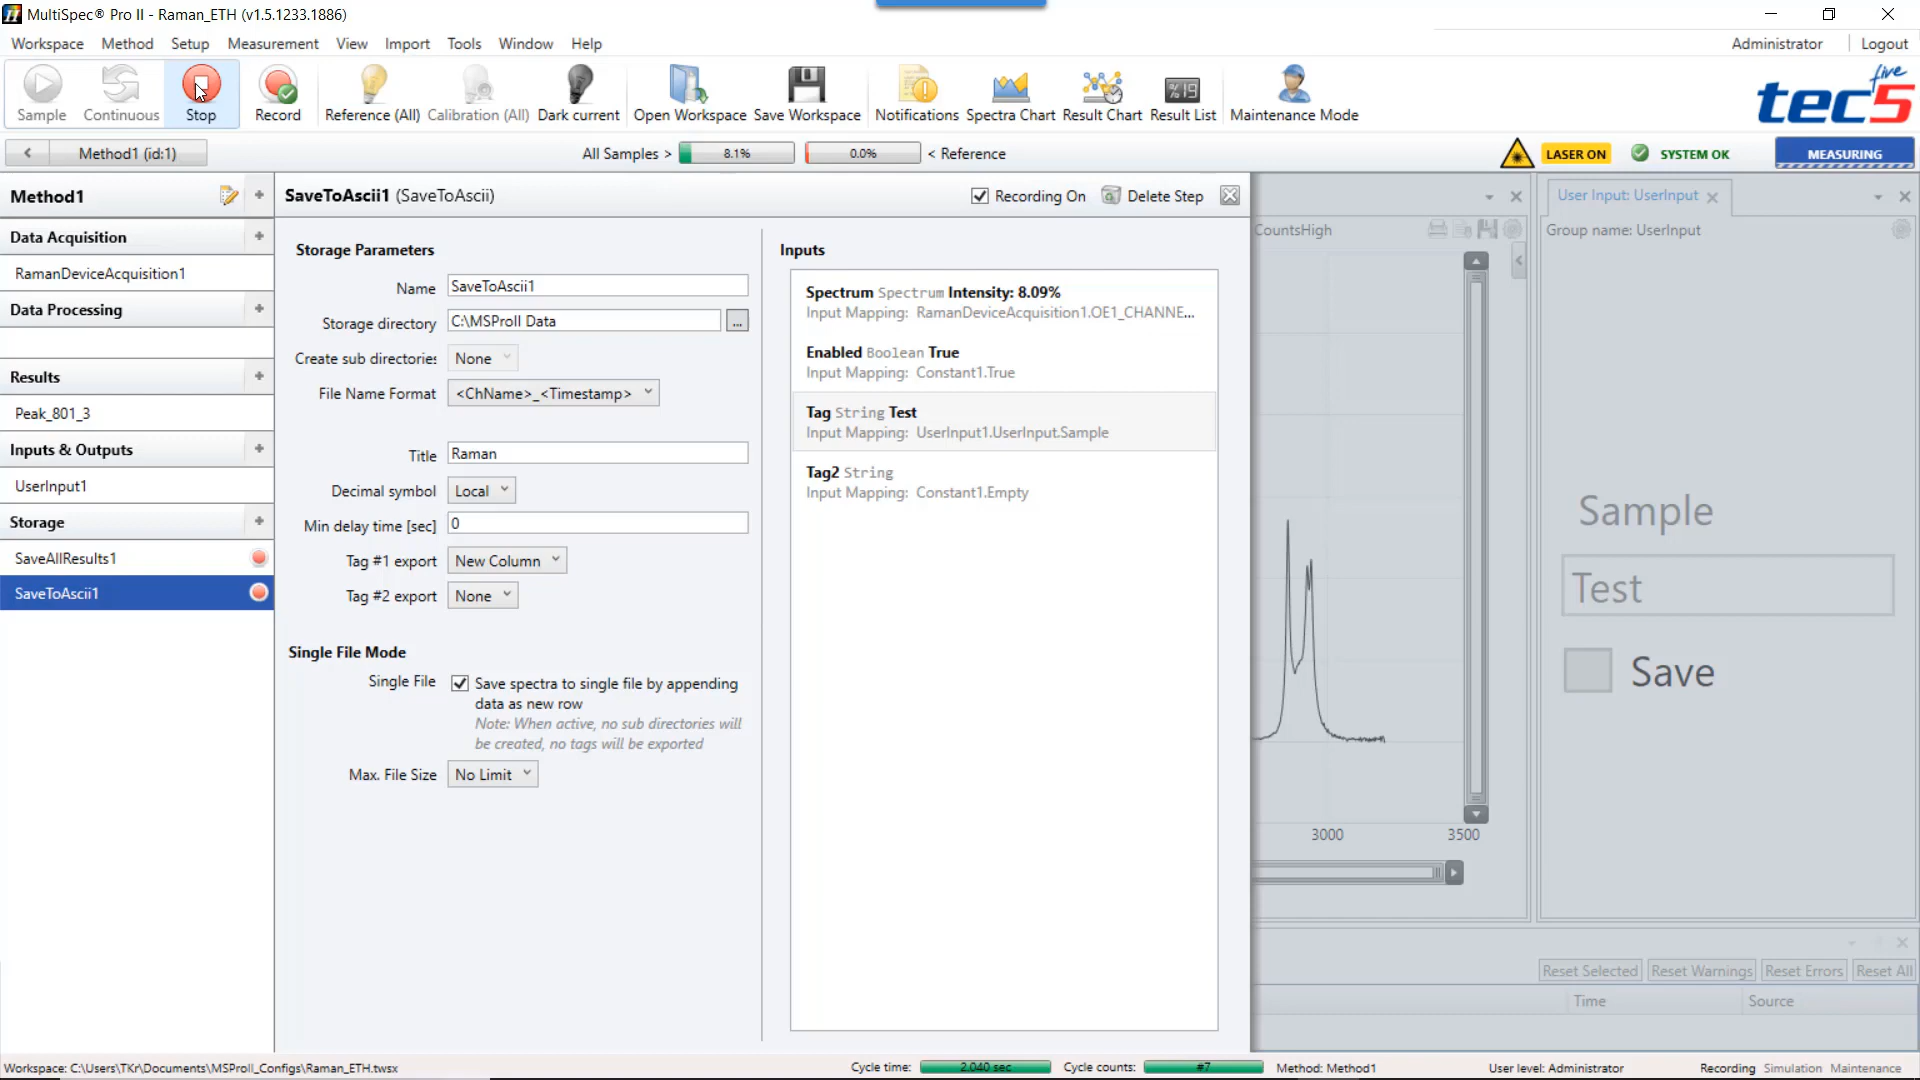 MultiSpec® Pro II - Raman_ETH (v1.5.1233.1886)
Workspace Method Setup Measurement View Import Tools Window Help Administrator Logout
Sample Continuous Stop Record Reference (All) Calibration (All) Dark current Open Workspace Save Workspace Notifications Spectra Chart Result Chart Result List Maintenance Mode
%19
five
tec5
< Method1 (id:1) All Samples > 8.1% 0.0% < Reference LASER ON SYSTEM OK MEASURING
Method1
Data Acquisition
RamanDeviceAcquisition1
Data Processing
Results
Peak_801_3
Inputs & Outputs
UserInput1
Storage
SaveAllResults1
SaveToAscii1
SaveToAscii1 (SaveToAscii) Recording On Delete Step
Storage Parameters
Name SaveToAscii1
Storage directory C:\MSProII Data ...
Create sub directories None
File Name Format <ChName>_<Timestamp>
Title Raman
Decimal symbol Local
Min delay time [sec] 0
Tag #1 export New Column
Tag #2 export None
Single File Mode
Single File Save spectra to single file by appending
data as new row
Note: When active, no sub directories will
be created, no tags will be exported
Max. File Size No Limit
Inputs
Spectrum Spectrum Intensity: 8.09%
Input Mapping: RamanDeviceAcquisition1.OE1_CHANNE...
Enabled Boolean True
Input Mapping: Constant1.True
Tag String Test
Input Mapping: UserInput1.UserInput.Sample
Tag2 String
Input Mapping: Constant1.Empty
CountsHigh
3000 3500
User Input: UserInput
Group name: UserInput
Sample
Test
Save
Reset Selected Reset Warnings Reset Errors Reset All
Time Source
Workspace: C:\Users\TKr\Documents\MSProII_Configs\Raman_ETH.twsx Cycle time: 2.040 sec Cycle counts: #7 Method: Method1 User level: Administrator Recording Simulation Maintenance